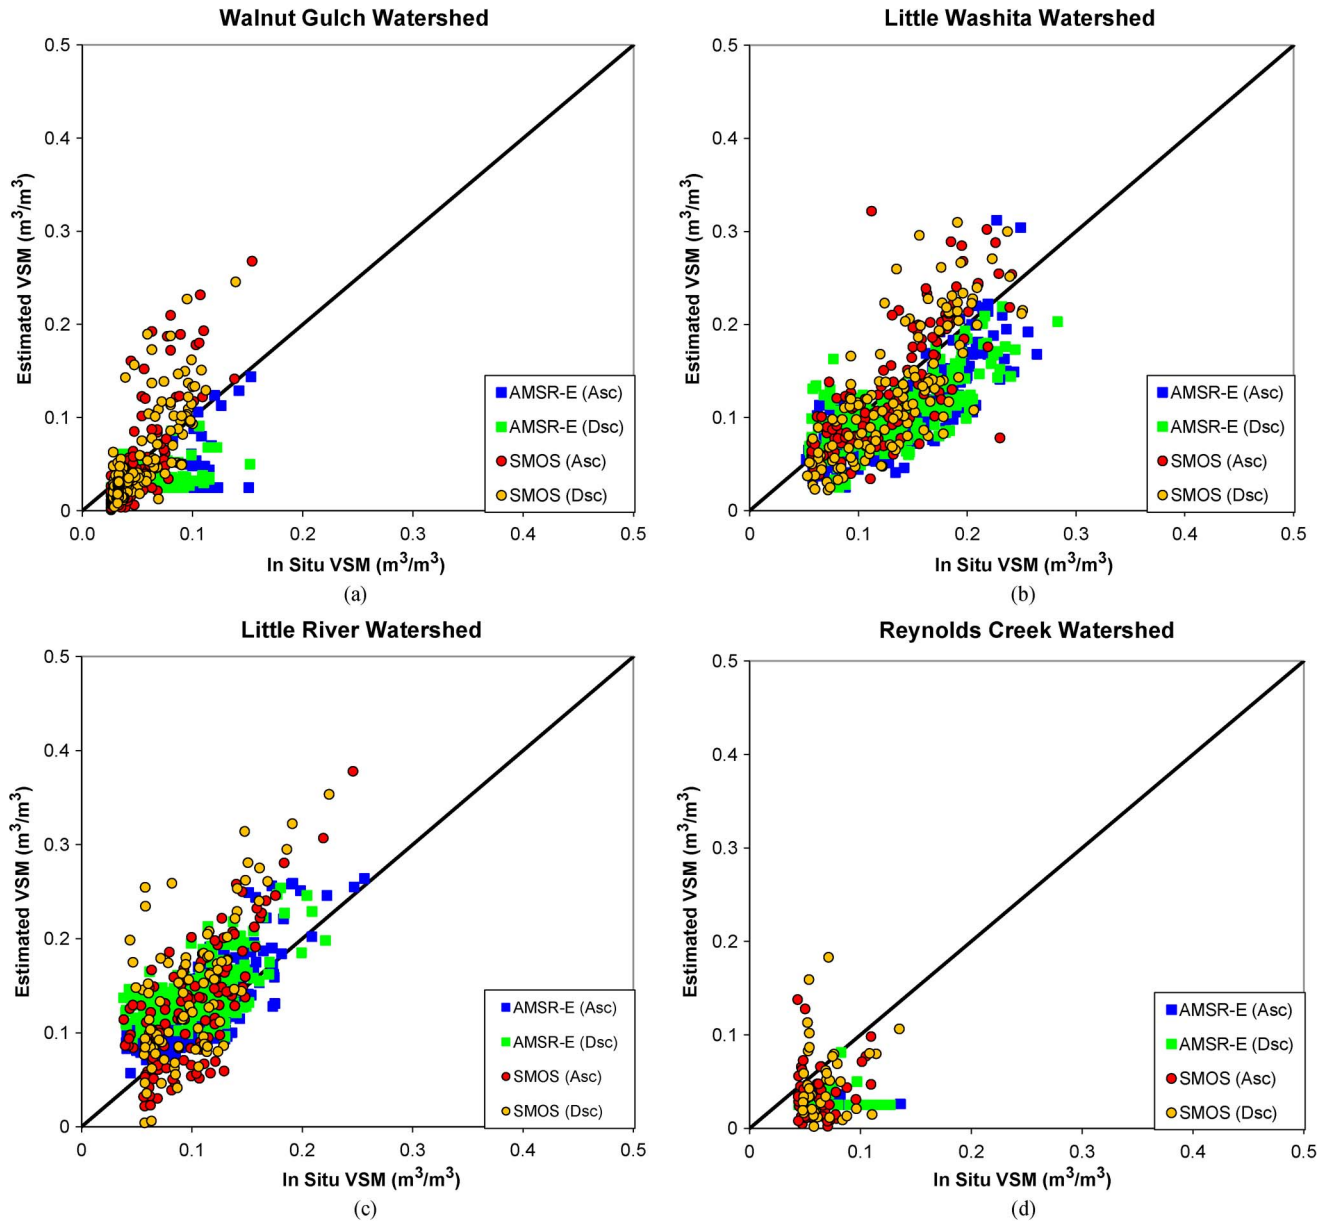 Walnut Gulch Watershed
0.5
0.4
0.3
0.2
0.1
0
Estimated VSM (m³/m³)
AMSR-E (Asc)
AMSR-E (Dsc)
SMOS (Asc)
SMOS (Dsc)
0.0
0.1
0.2
0.3
0.4
0.5
In Situ VSM (m³/m³)
(a)
Little Washita Watershed
0.5
0.4
0.3
0.2
0.1
0
Estimated VSM (m³/m³)
AMSR-E (Asc)
AMSR-E (Dsc)
SMOS (Asc)
SMOS (Dsc)
0
0.1
0.2
0.3
0.4
0.5
In Situ VSM (m³/m³)
(b)
Little River Watershed
0.5
0.4
0.3
0.2
0.1
0
Estimated VSM (m³/m³)
AMSR-E (Asc)
AMSR-E (Dsc)
SMOS (Asc)
SMOS (Dsc)
0
0.1
0.2
0.3
0.4
0.5
In Situ VSM (m³/m³)
(c)
Reynolds Creek Watershed
0.5
0.4
0.3
0.2
0.1
0
Estimated VSM (m³/m³)
AMSR-E (Asc)
AMSR-E (Dsc)
SMOS (Asc)
SMOS (Dsc)
0
0.1
0.2
0.3
0.4
0.5
In Situ VSM (m³/m³)
(d)